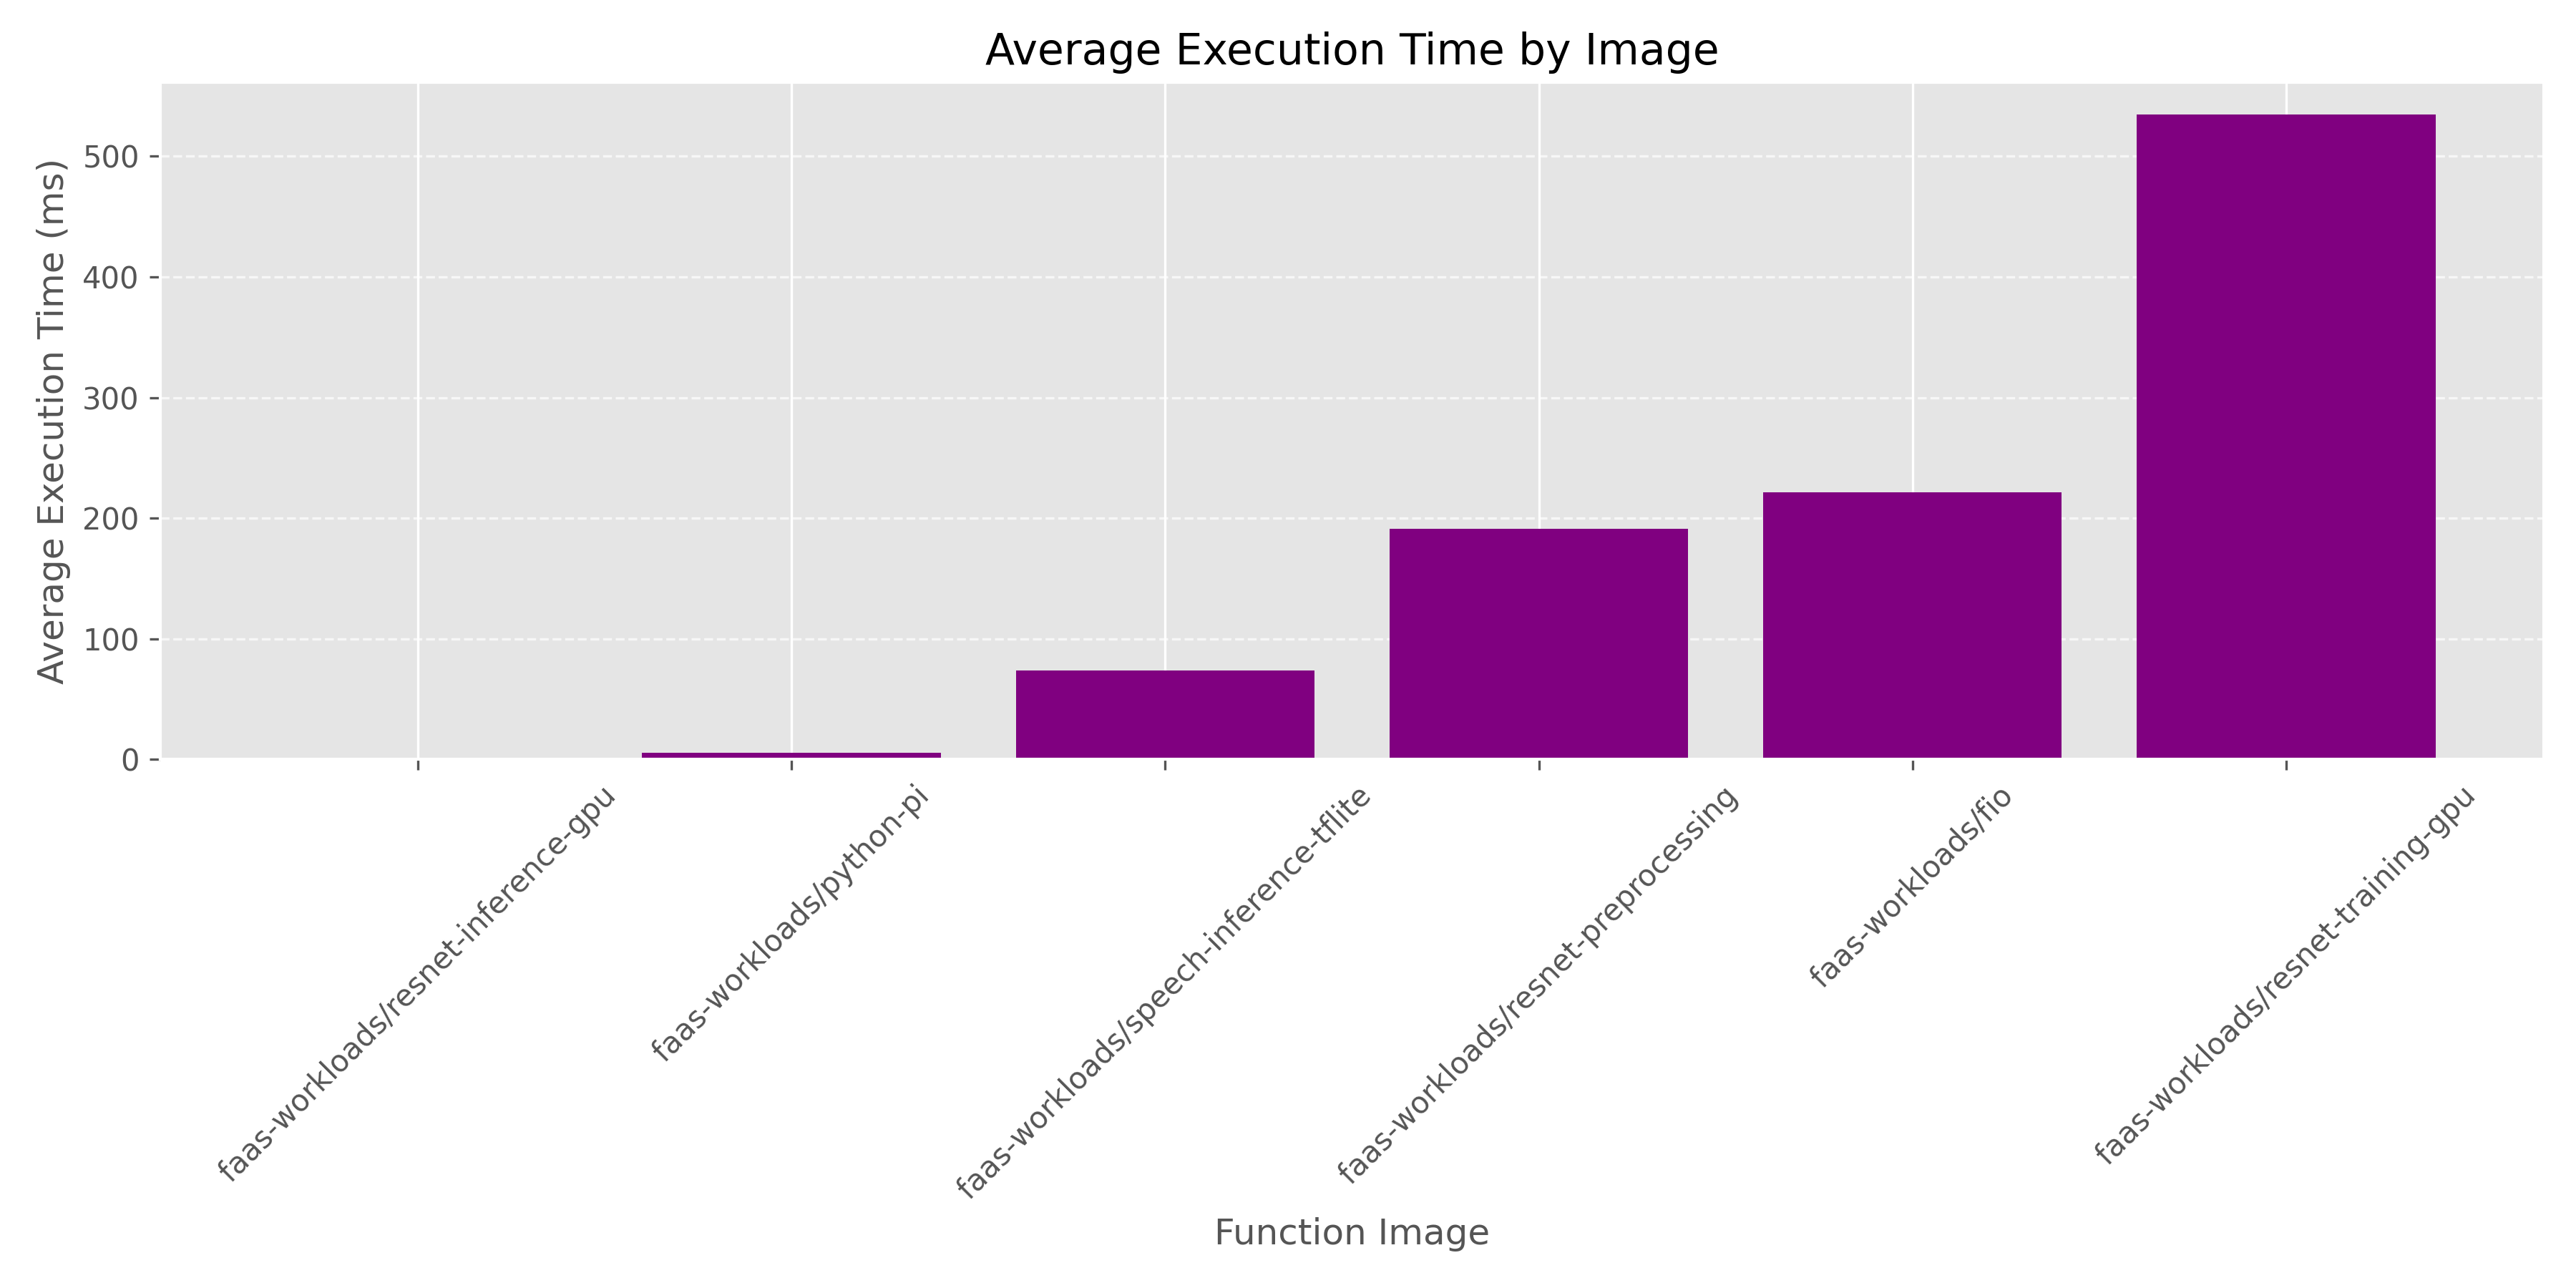 Average Execution Time by Image
Average Execution Time (ms)
500
400
300
200
100
0
faas-workloads/resnet-inference-gpu
faas-workloads/python-pi
faas-workloads/speech-inference-tflite
faas-workloads/resnet-preprocessing
faas-workloads/fio
faas-workloads/resnet-training-gpu
Function Image